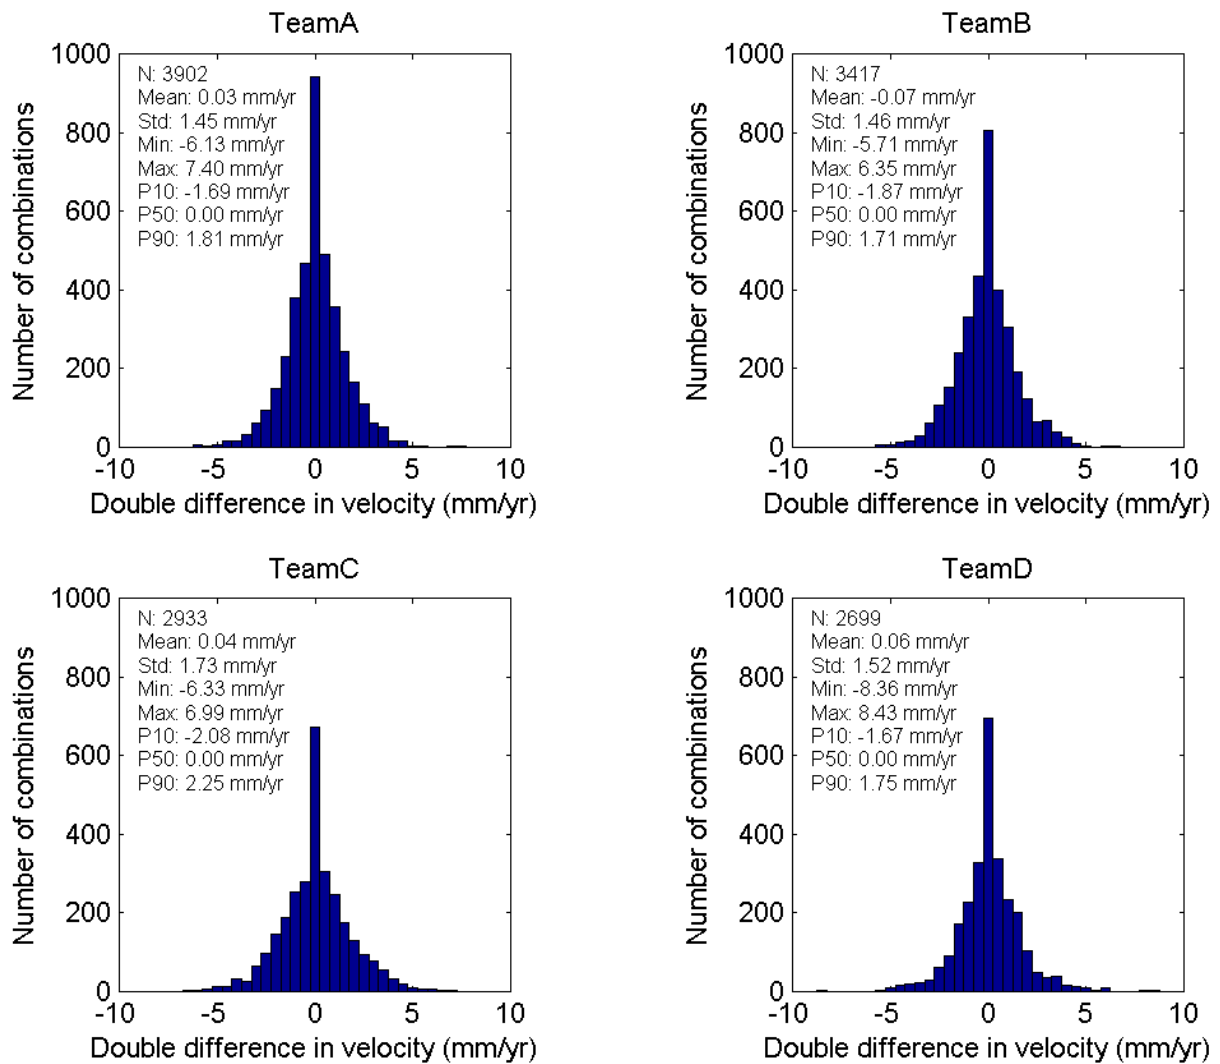 TeamA
1000
800
600
400
200
0
Number of combinations
N: 3902
Mean: 0.03 mm/yr
Std: 1.45 mm/yr
Min: -6.13 mm/yr
Max: 7.40 mm/yr
P10: -1.69 mm/yr
P50: 0.00 mm/yr
P90: 1.81 mm/yr
-10 -5 0 5 10
Double difference in velocity (mm/yr)
TeamB
1000
800
600
400
200
0
Number of combinations
N: 3417
Mean: -0.07 mm/yr
Std: 1.46 mm/yr
Min: -5.71 mm/yr
Max: 6.35 mm/yr
P10: -1.87 mm/yr
P50: 0.00 mm/yr
P90: 1.71 mm/yr
-10 -5 0 5 10
Double difference in velocity (mm/yr)
TeamC
1000
800
600
400
200
0
Number of combinations
N: 2933
Mean: 0.04 mm/yr
Std: 1.73 mm/yr
Min: -6.33 mm/yr
Max: 6.99 mm/yr
P10: -2.08 mm/yr
P50: 0.00 mm/yr
P90: 2.25 mm/yr
-10 -5 0 5 10
Double difference in velocity (mm/yr)
TeamD
1000
800
600
400
200
0
Number of combinations
N: 2699
Mean: 0.06 mm/yr
Std: 1.52 mm/yr
Min: -8.36 mm/yr
Max: 8.43 mm/yr
P10: -1.67 mm/yr
P50: 0.00 mm/yr
P90: 1.75 mm/yr
-10 -5 0 5 10
Double difference in velocity (mm/yr)